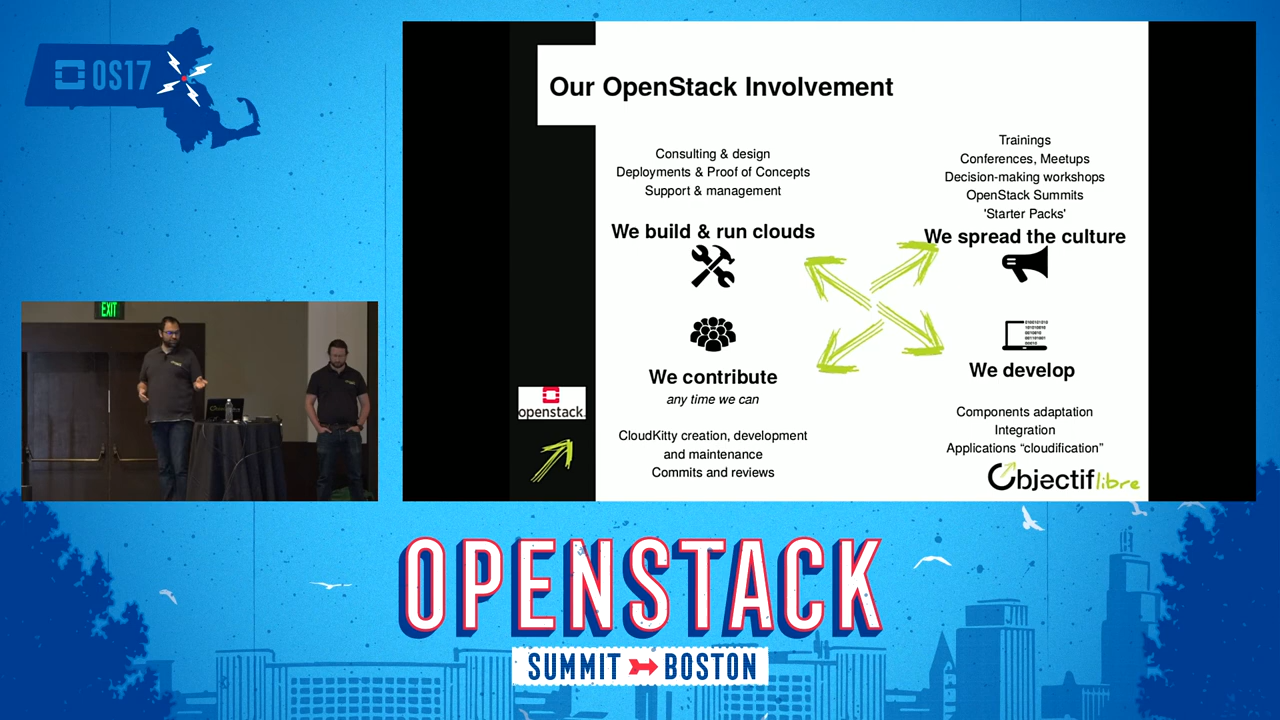 OS17
Our OpenStack Involvement
Consulting & design
Deployments & Proof of Concepts
Support & management
We build & run clouds
Trainings
Conferences, Meetups
Decision-making workshops
OpenStack Summits
'Starter Packs'
We spread the culture
We contribute
any time we can
CloudKitty creation, development
and maintenance
Commits and reviews
We develop
Components adaptation
Integration
Applications “cloudification”
openstack.
Objectif libre
EXIT
OPENSTACK
SUMMIT BOSTON